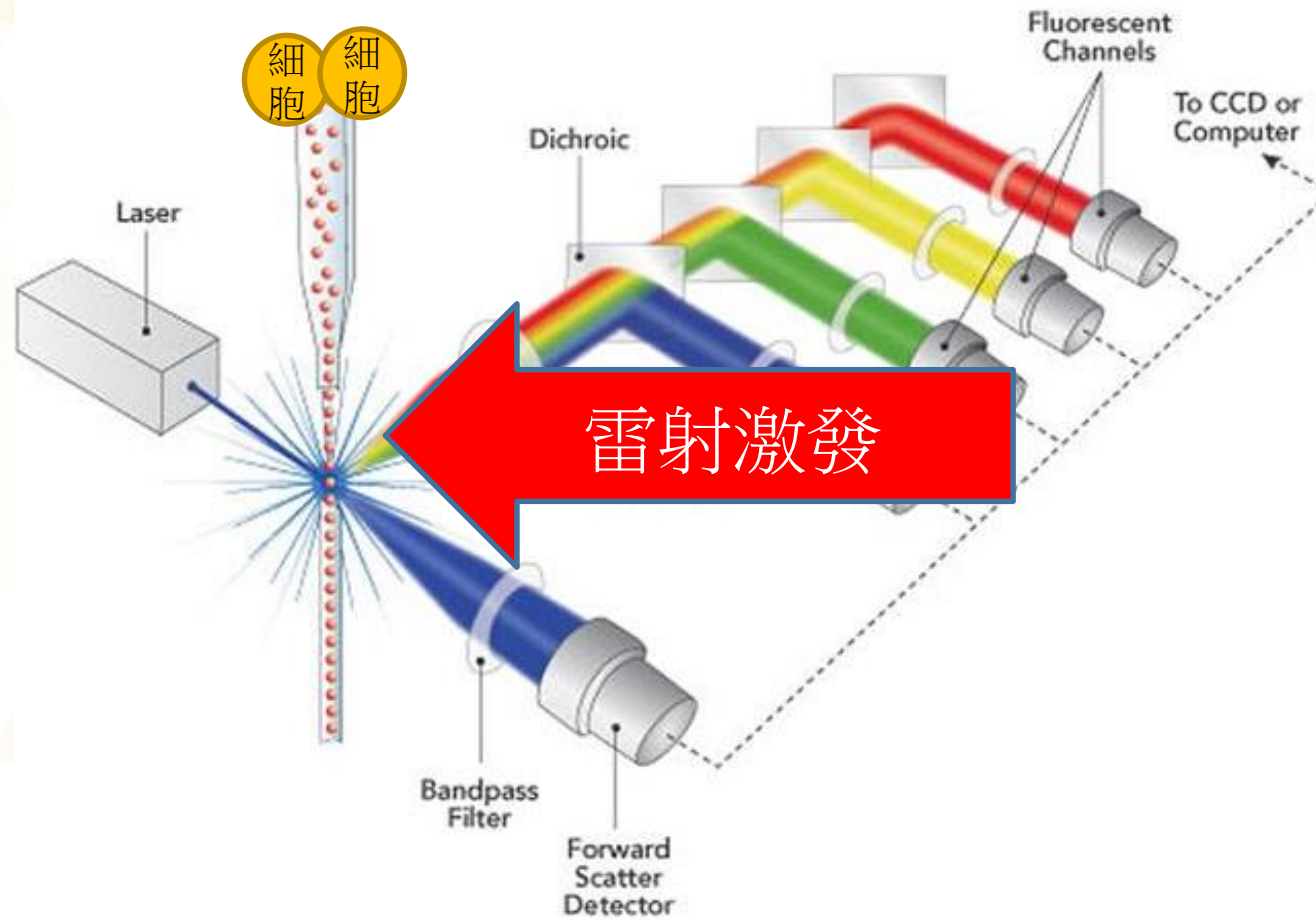 細
胞
細
胞
Fluorescent
Channels
To CCD or
Computer
Dichroic
Laser
雷射激發
Bandpass
Filter
Forward
Scatter
Detector